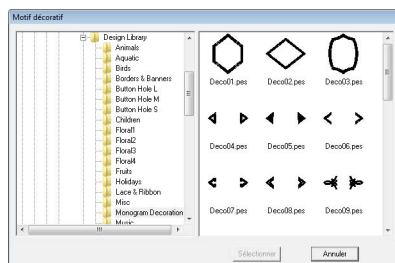 Motif décoratif
Design Library
Animals
Aquatic
Birds
Borders & Banners
Button Hole L
Button Hole M
Button Hole S
Children
Floral1
Floral2
Floral3
Floral4
Fruits
Holidays
Lace & Ribbon
Misc
Monogram Decoration
Music
Deco01.pes Deco02.pes Deco03.pes
Deco04.pes Deco05.pes Deco06.pes
Deco07.pes Deco08.pes Deco09.pes
Sélectionner Annuler